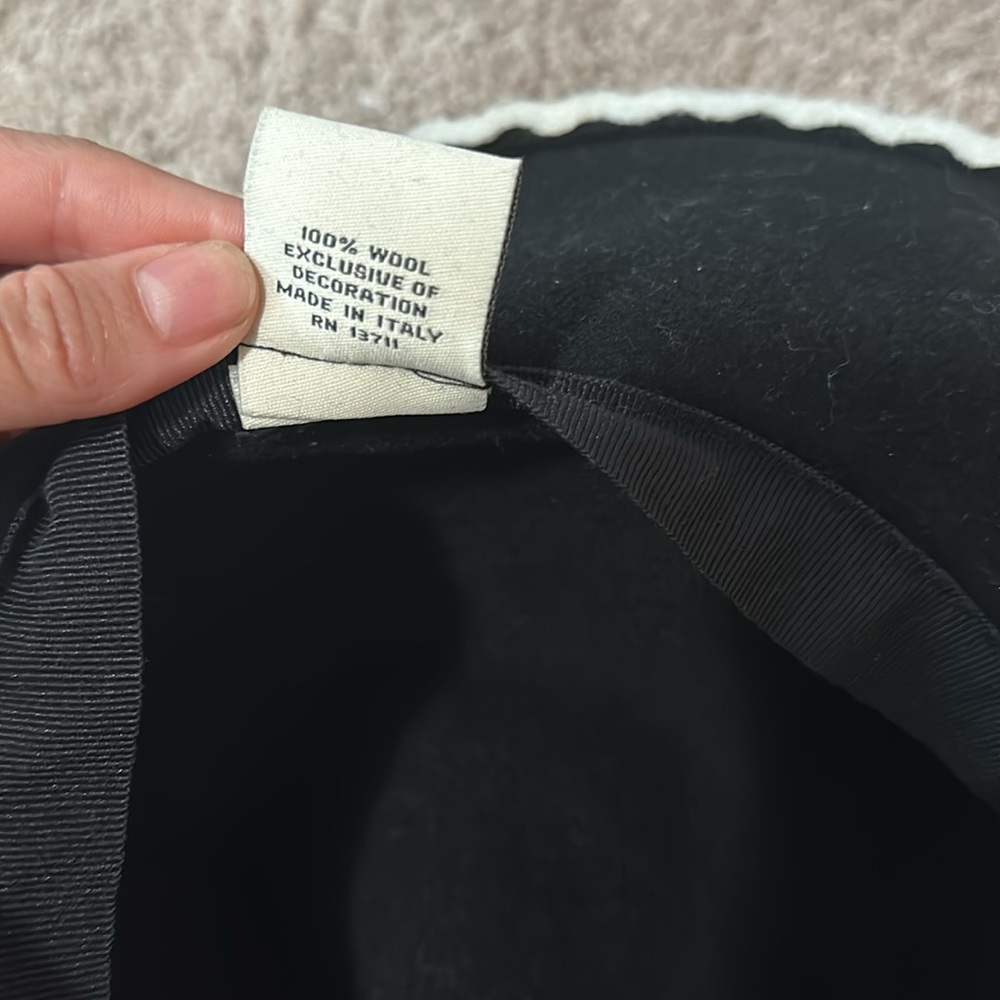 100% WOOL
EXCLUSIVE OF
DECORATION
MADE IN ITALY
RN 13711